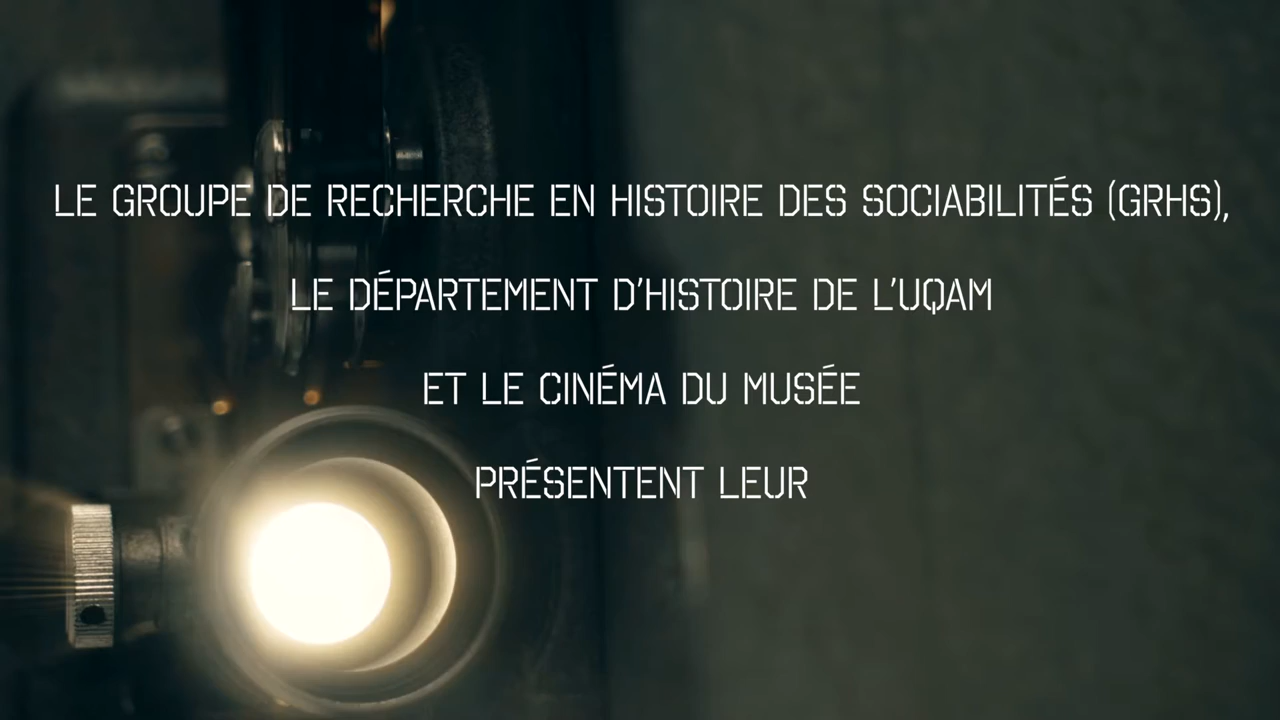 LE GROUPE DE RECHERCHE EN HISTOIRE DES SOCIABILITÉS (GRHS),
LE DÉPARTEMENT D'HISTOIRE DE L'UQAM
ET LE CINÉMA DU MUSÉE
PRÉSENTENT LEUR